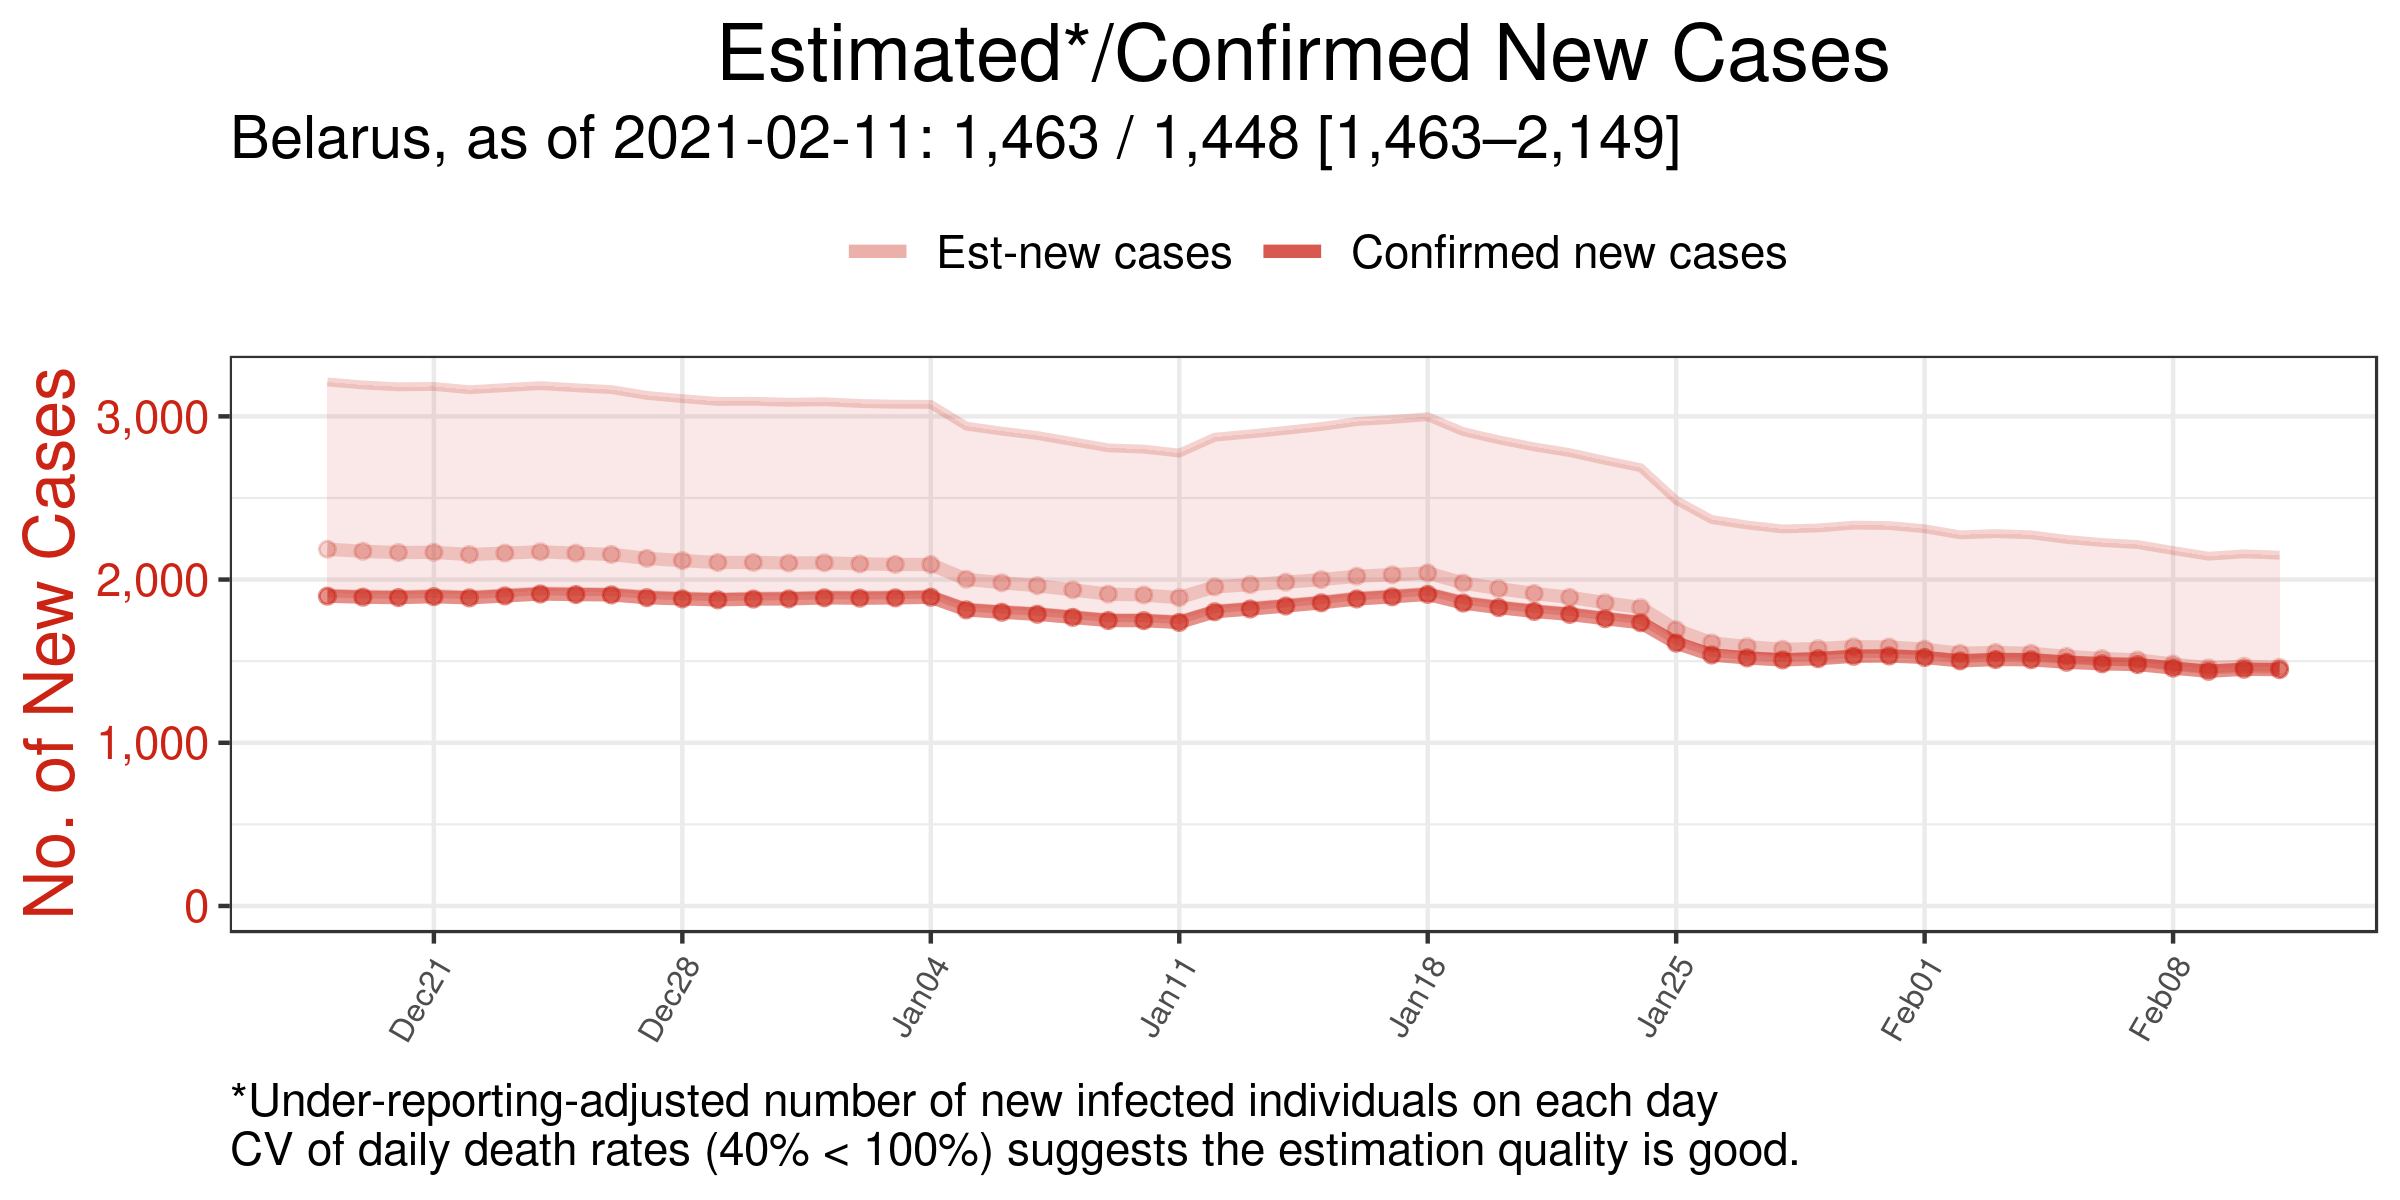 Estimated*/Confirmed New Cases
Belarus, as of 2021-02-11: 1,463 / 1,448 [1,463–2,149]
Est-new cases
Confirmed new cases
No. of New Cases
3,000
2,000
1,000
0
Dec21
Dec28
Jan04
Jan11
Jan18
Jan25
Feb01
Feb08
*Under-reporting-adjusted number of new infected individuals on each day
CV of daily death rates (40% < 100%) suggests the estimation quality is good.